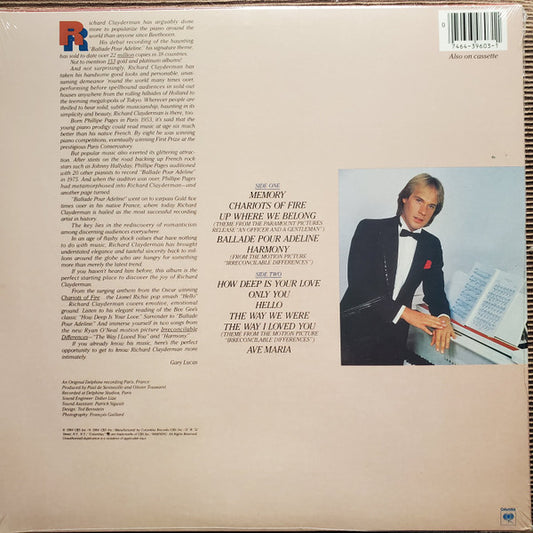 Richard Clayderman has arguably done
more to popularize the piano around the
world than anyone since Beethoven.
His debut recording of the haunting
"Ballade Pour Adeline," his signature theme,
has sold to date over 22 million copies in 38 countries.
Not to mention 153 gold and platinum albums!
And not surprisingly, Richard Clayderman has
taken his handsome good looks and personable, unas-
suming demeanor 'round the world many times over,
performing before spellbound audiences in sold out
houses anywhere from the rolling hillsides of Holland to
the teeming megalopolis of Tokyo. Wherever people are
thrilled to hear solid, subtle musicianship, haunting in its
simplicity and beauty, Richard Clayderman is there, too.
Born Phillipe Pages in Paris 1953, it's said that the
young piano prodigy could read music at age six much
better than his native French. By eight he was winning
competitions, eventually winning First Prize at the
prestigious Paris Conservatory.
But popular music also exerted its glittering attrac-
tion. After stints on the road backing up French rock
stars such as Johnny Hallyday, Phillipe Pages auditioned
with 20 other pianists to record "Ballade Pour Adeline"
in 1975. And when the audition was over, Phillipe Pages
had metamorphosed into Richard Clayderman—and
another page turned.
"Ballade Pour Adeline" went on to surpass Gold five
times over in his native France, where today Richard
Clayderman is hailed as the most successful recording
artist in history.
The key lies in the rediscovery of romanticism
among discerning audiences everywhere.
In an age of flashy shock values that have nothing
to do with music, Richard Clayderman has brought
understated elegance and tasteful sincerity back to mil-
lions around the globe who are hungry for something
more than merely the latest trend.
If you haven't heard him before, this album is the
perfect starting place to discover the joy of Richard
Clayderman.
From the surging anthem from the Oscar winning
Chariots of Fire...the Lionel Richie pop smash "Hello"...
Richard Clayderman covers emotive, emotional
ground. Listen to his elegant reading of the Bee Gee's
classic "How Deep Is Your Love." Surrender to "Ballade
Pour Adeline." And immerse yourself in two songs from
the new Ryan O'Neal motion picture Irreconcilable
Differences—"The Way I Loved You" and "Harmony."
If you already know his music, here's the perfect
opportunity to get to know Richard Clayderman more
intimately.
Gary Lucas
An Original Delphine recording Paris, France
Produced by Paul de Senneville and Olivier Toussaint
Recorded at Delphine Studios, Paris
Sound Engineer: Didier Lize
Sound Assistant: Patrick Siguair
Design: Ted Bernstein
Photography: François Gaillard
SIDE ONE
MEMORY
CHARIOTS OF FIRE
UP WHERE WE BELONG
(THEME FROM THE PARAMOUNT PICTURES
RELEASE "AN OFFICER AND A GENTLEMAN")
BALLADE POUR ADELINE
HARMONY
(FROM THE MOTION PICTURE
"IRRECONCILABLE DIFFERENCES")
SIDE TWO
HOW DEEP IS YOUR LOVE
ONLY YOU
HELLO
THE WAY WE WERE
THE WAY I LOVED YOU
(THEME FROM THE MOTION PICTURE
"IRRECONCILABLE DIFFERENCES")
AVE MARIA
0
7464-39603-1
Also on cassette
Columbia